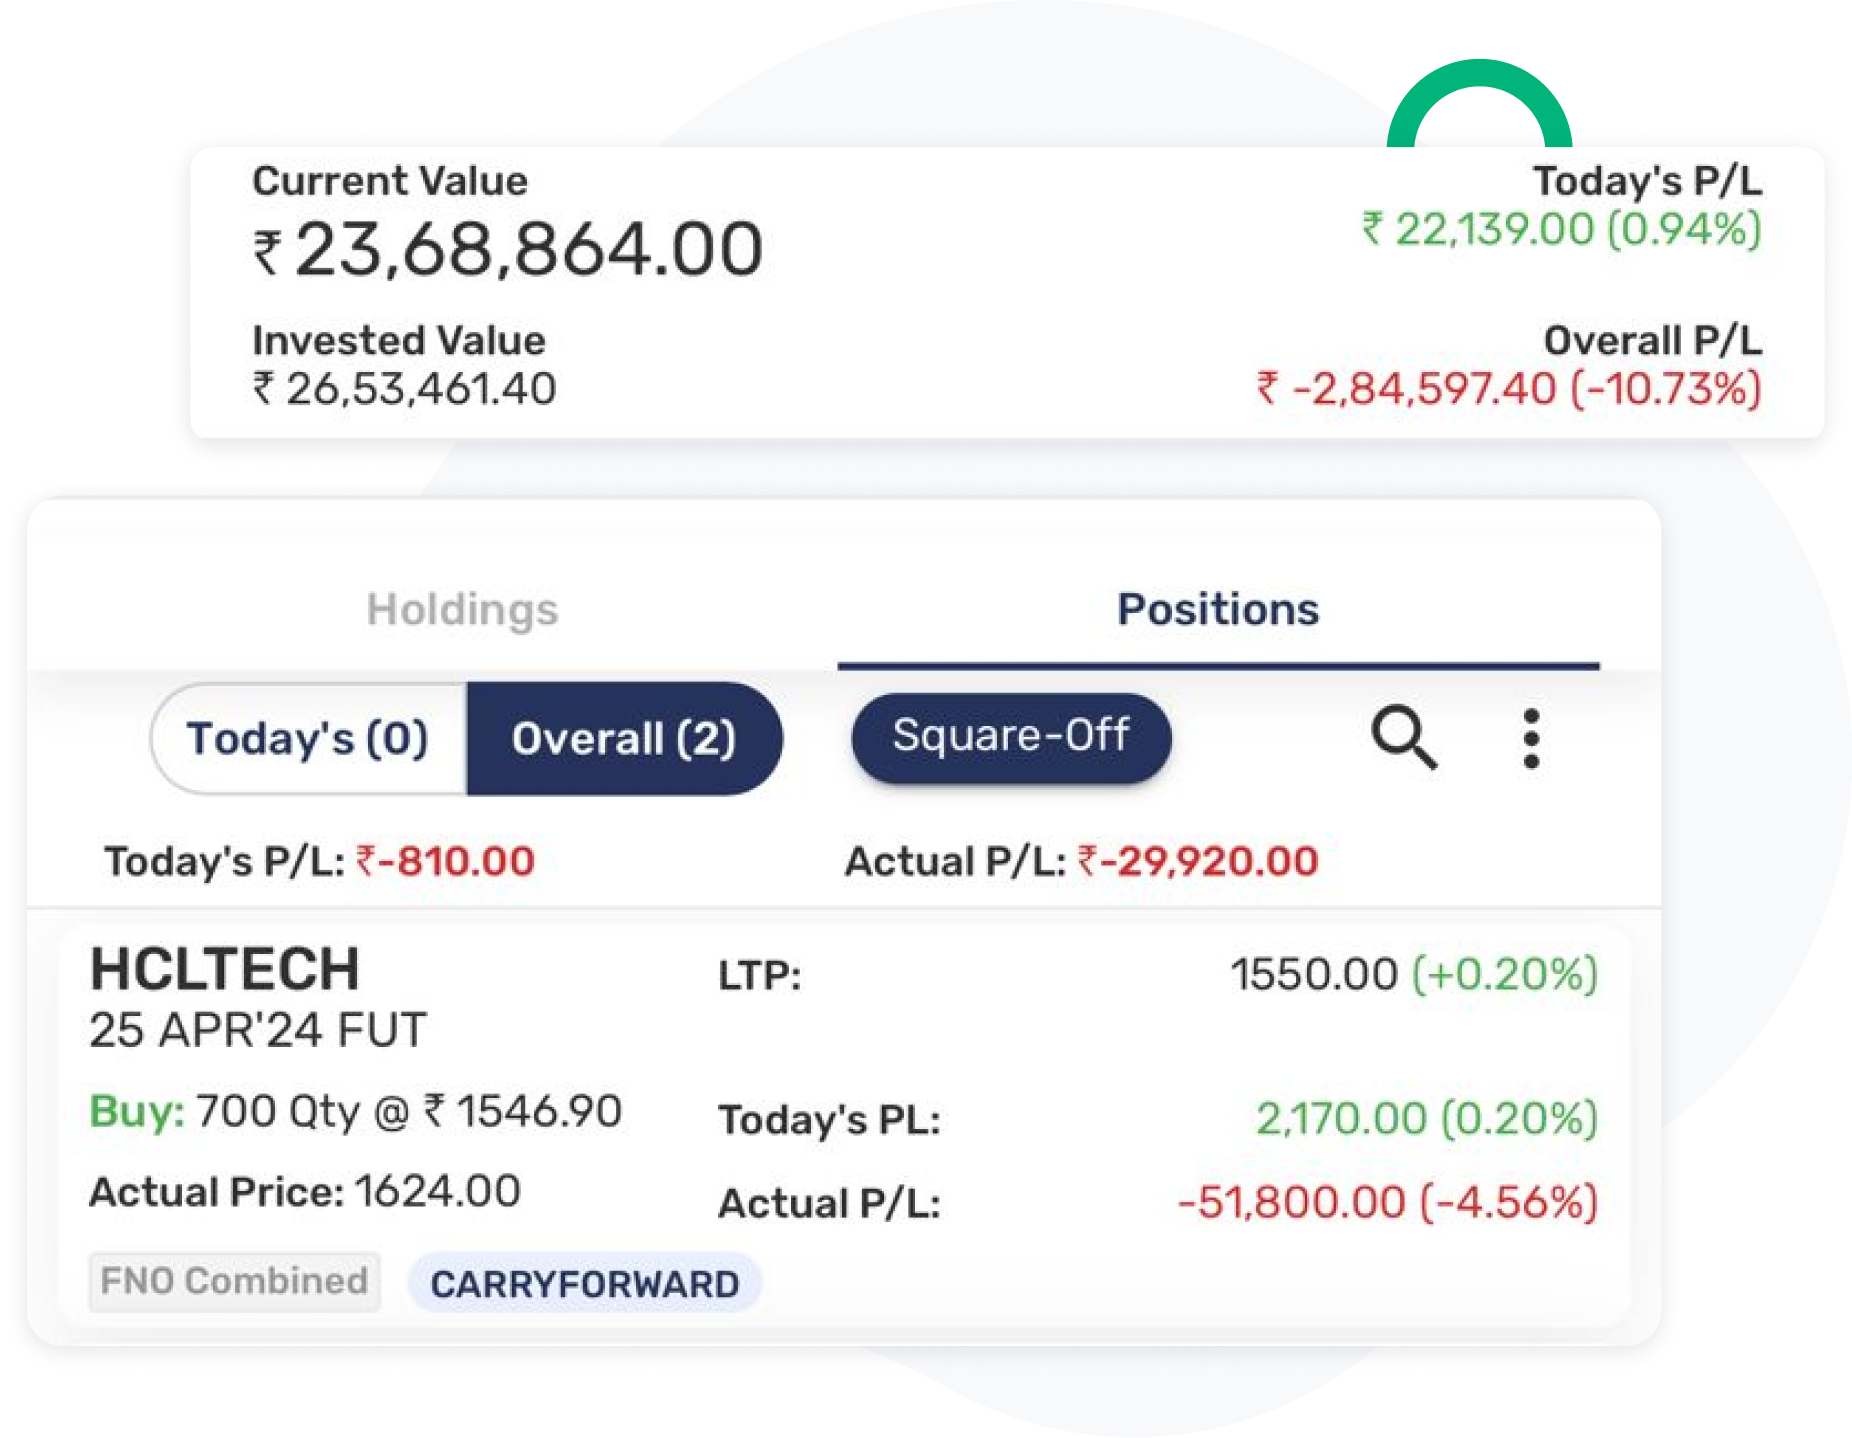 Current Value
₹ 23,68,864.00
Today's P/L
₹ 22,139.00 (0.94%)
Invested Value
₹ 26,53,461.40
Overall P/L
₹ -2,84,597.40 (-10.73%)
Holdings Positions
Today's (0) Overall (2) Square-Off
Today's P/L: ₹-810.00 Actual P/L: ₹-29,920.00
HCLTECH LTP: 1550.00 (+0.20%)
25 APR'24 FUT
Buy: 700 Qty @ ₹ 1546.90 Today's PL: 2,170.00 (0.20%)
Actual Price: 1624.00 Actual P/L: -51,800.00 (-4.56%)
FNO Combined CARRYFORWARD